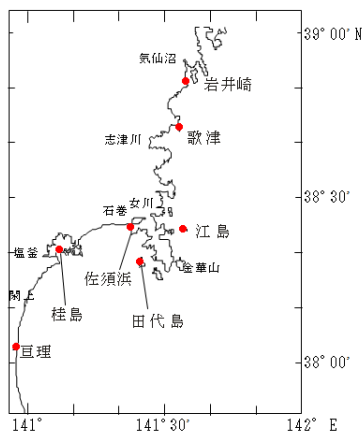 39°00′N
気仙沼
岩井崎
志津川
歌津
38°30′
女川
石巻
江島
塩釜
金華山
佐須浜
閖上
桂島
田代島
亘理
38°00′
141°
141°30′
142° E